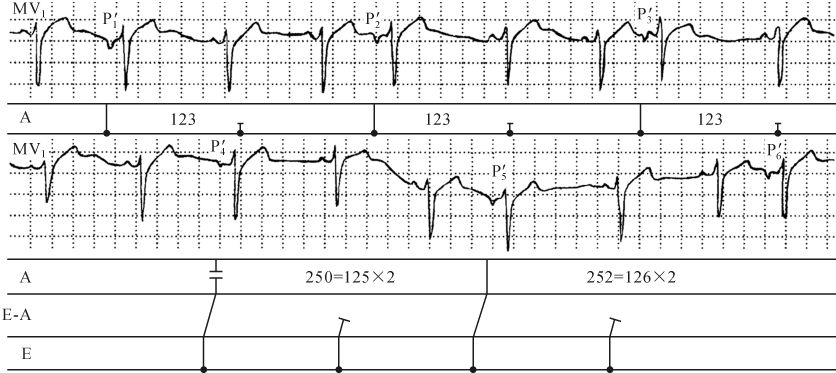 MV₁ P′₁ P′₂ P′₃
A 123 123 123
MV₁ P′₄ P′₅ P′₆
A 250=125×2 252=126×2
E-A
E